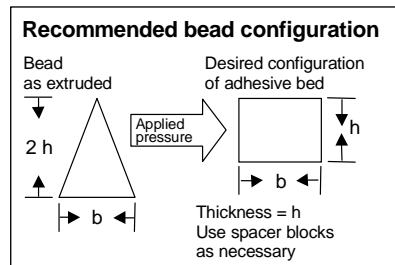 Recommended bead configuration
Bead
as extruded
2 h
b
Applied
pressure
Desired configuration
of adhesive bed
h
b
Thickness = h
Use spacer blocks
as necessary